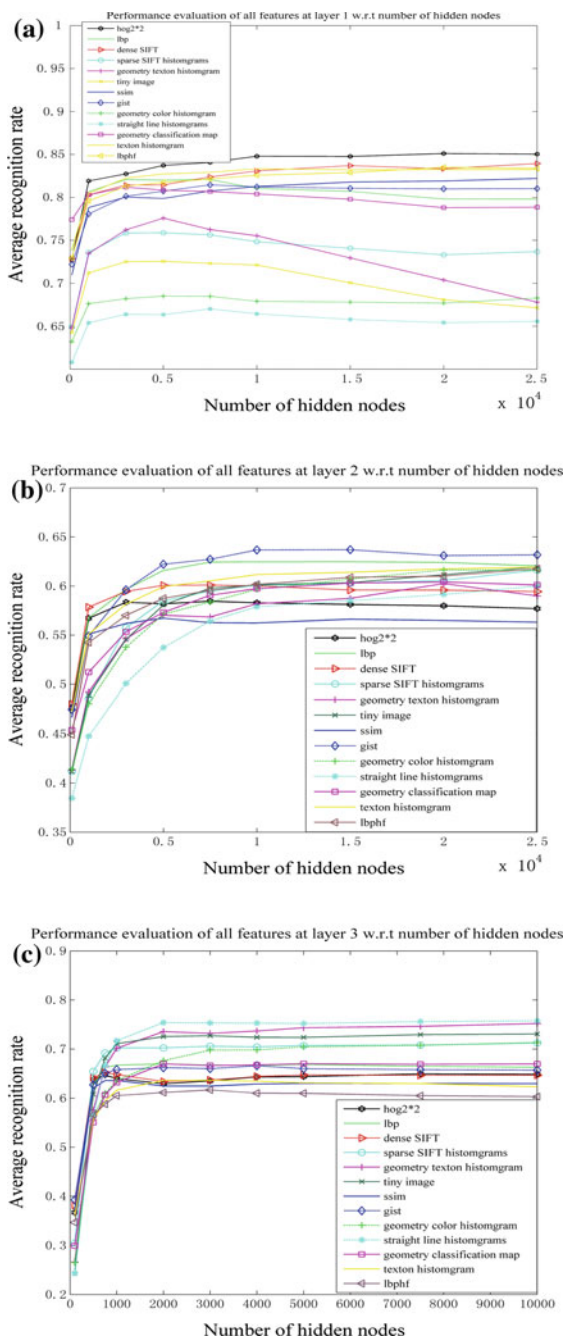 Performance evaluation of all features at layer 1 w.r.t number of hidden nodes
(a)
0.9
0.85
0.8
0.75
0.7
0.65
Average recognition rate
hog2*2
lbp
dense SIFT
sparse SIFT histomgrams
geometry texton histomgram
tiny image
ssim
gist
geometry color histomgram
straight line histomgrams
geometry classification map
texton histomgram
lbphf
0 0.5 1 1.5 2 2.5
x 10^4
Number of hidden nodes
Performance evaluation of all features at layer 2 w.r.t number of hidden nodes
(b)
0.7
0.65
0.6
0.55
0.5
0.45
0.4
0.35
Average recognition rate
hog2*2
lbp
dense SIFT
sparse SIFT histomgrams
geometry texton histomgram
tiny image
ssim
gist
geometry color histomgram
straight line histomgrams
geometry classification map
texton histomgram
lbphf
0 0.5 1 1.5 2 2.5
x 10^4
Number of hidden nodes
Performance evaluation of all features at layer 3 w.r.t number of hidden nodes
(c)
0.9
0.8
0.7
0.6
0.5
0.4
0.3
0.2
Average recognition rate
hog2*2
lbp
dense SIFT
sparse SIFT histomgrams
geometry texton histomgram
tiny image
ssim
gist
geometry color histomgram
straight line histomgrams
geometry classification map
texton histomgram
lbphf
0 1000 2000 3000 4000 5000 6000 7000 8000 9000 10000
Number of hidden nodes